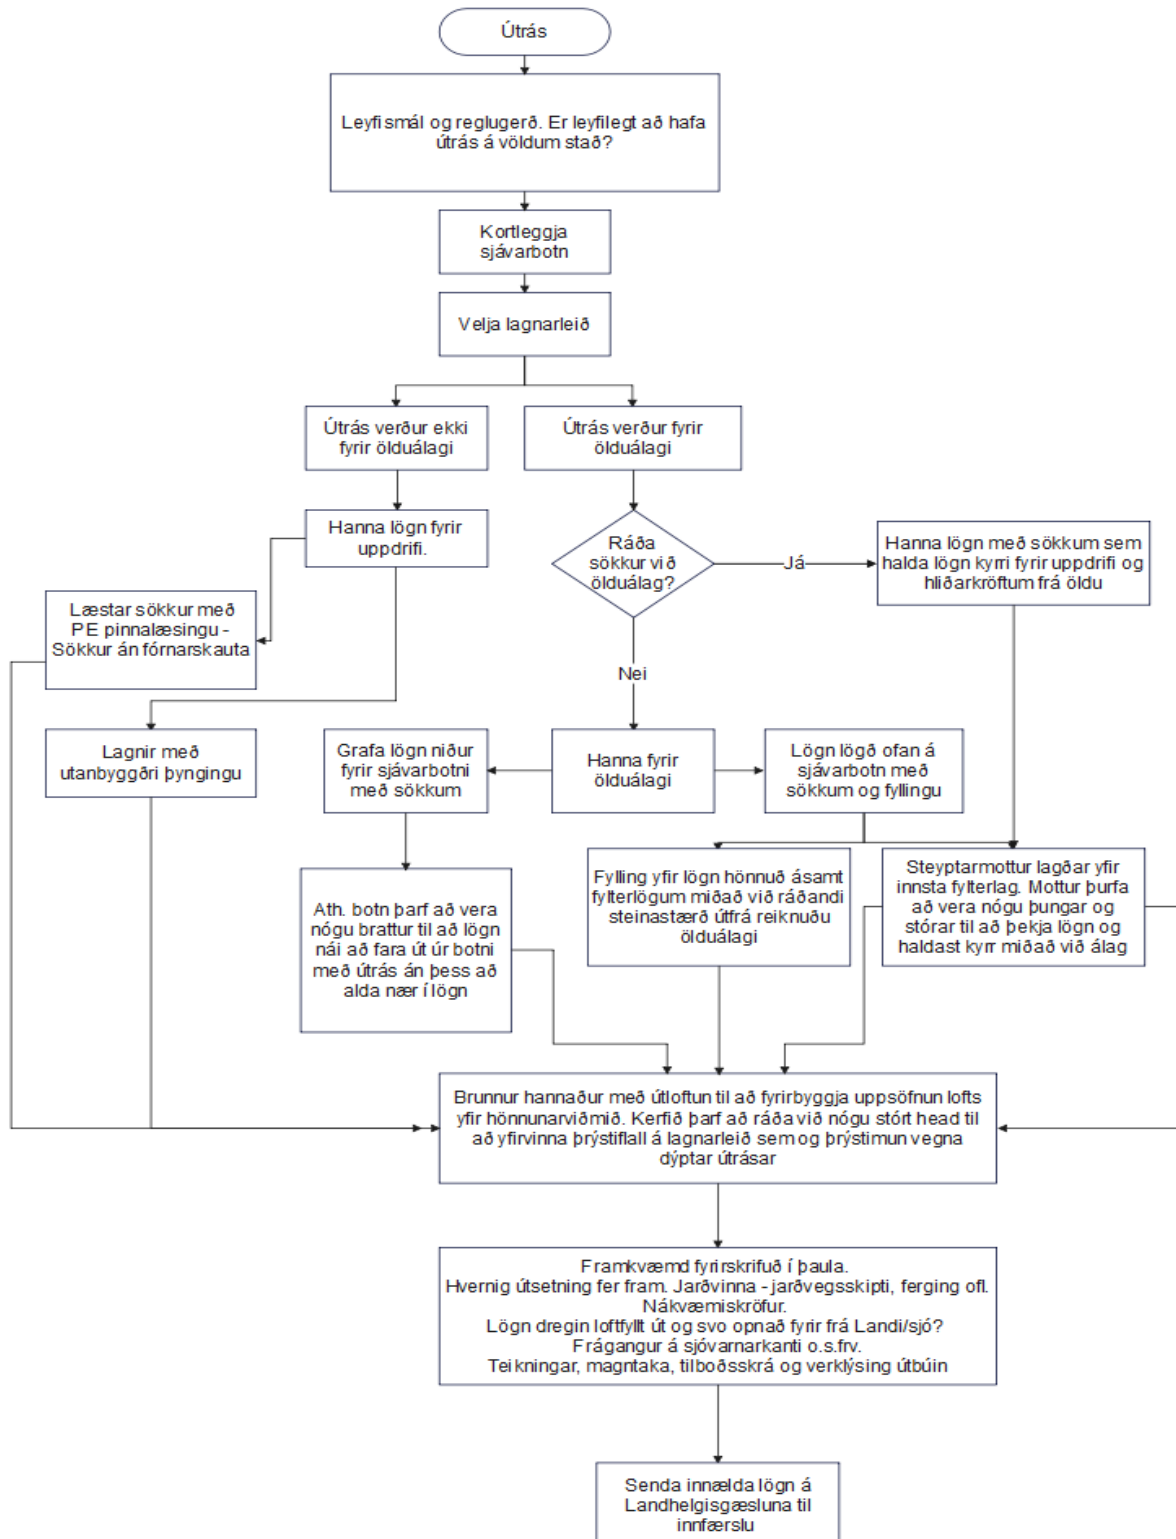 Útrás
Leyfismál og reglugerð. Er leyfilegt að hafa
útrás á völdum stað?
Kortleggja
sjávarbotn
Velja lagnarleið
Útrás verður ekki
fyrir ölduálagi
Útrás verður fyrir
ölduálagi
Hanna lögn fyrir
uppdrifi.
Ráða
sökkur við
ölduálag?
Já
Hanna lögn með sökkum sem
halda lögn kyrri fyrir uppdrifi og
hliðarkröftum frá öldu
Læstar sökkur með
PE pinnalæsingu -
Sökkur án fórnarskauta
Nei
Lagnir með
utanbyggðri þyngingu
Grafa lögn niður
fyrir sjávarbotni
með sökkum
Hanna fyrir
ölduálagi
Lögn lögð ofan á
sjávarbotn með
sökkum og fyllingu
Ath. botn þarf að vera
nógu brattur til að lögn
nái að fara út úr botni
með útrás án þess að
alda nær í lögn
Fylling yfir lögn hönnuð ásamt
fylterlögum miðað við ráðandi
steinastærð útfrá reiknuðu
ölduálagi
Steyptarmottur lagðar yfir
innsta fylterlag. Mottur þurfa
að vera nógu þungar og
stórar til að þekja lögn og
haldast kyrr miðað við álag
Brunnur hannaður með útloftun til að fyrirbyggja uppsöfnun lofts
yfir hönnunarviðmið. Kerfið þarf að ráða við nógu stórt head til
að yfirvinna þrýstiflall á lagnarleið sem og þrýstimun vegna
dýptar útrásar
Framkvæmd fyrirskrifuð í þaula.
Hvernig útsetning fer fram. Jarðvinna - jarðvegsskipti, ferging ofl.
Nákvæmiskröfur.
Lögn dregin loftfyllt út og svo opnað fyrir frá Landi/sjó?
Frágangur á sjóvarnarkanti o.s.frv.
Teikningar, magntaka, tilboðsskrá og verklýsing útbúin
Senda innælda lögn á
Landhelgisgæsluna til
innfærslu